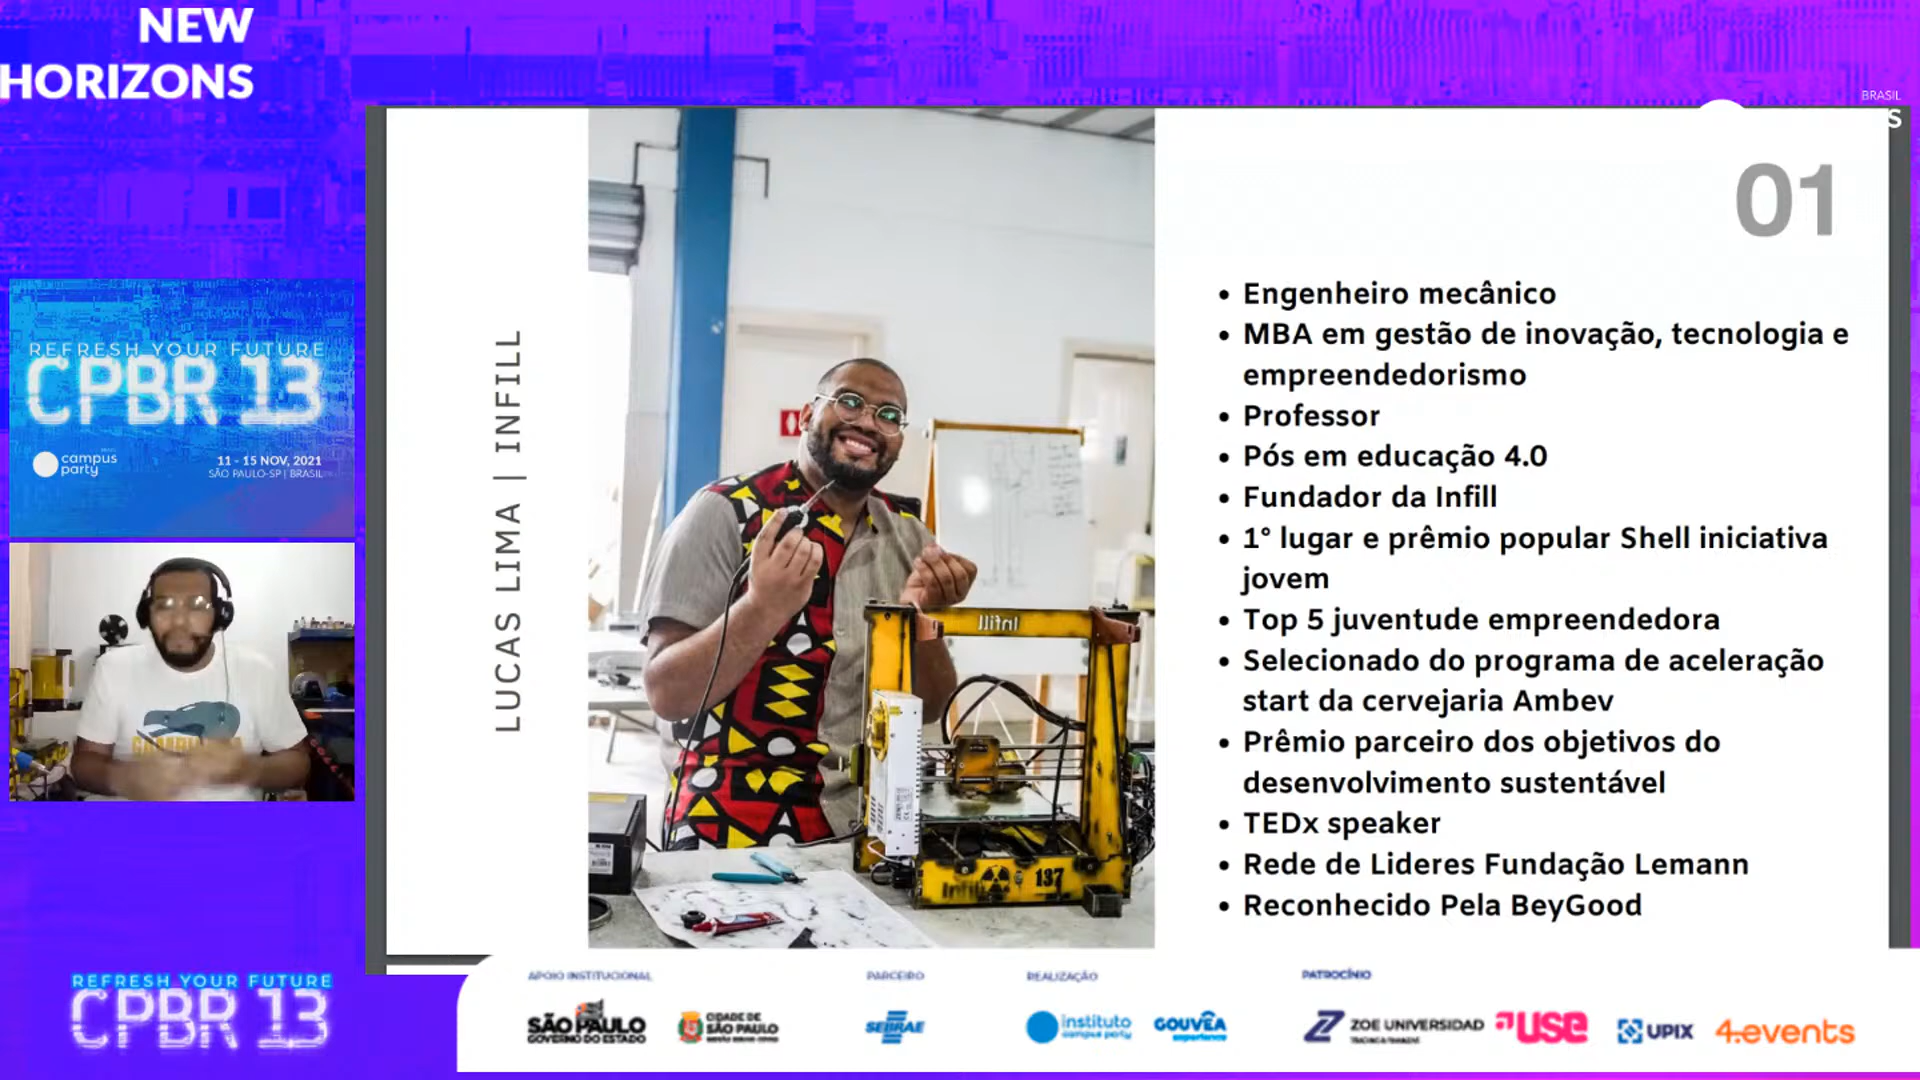 NEW
HORIZONS
BRASIL
S
REFRESH YOUR FUTURE
CPBR 13
campus
party
11 - 15 NOV, 2021
SÃO PAULO-SP | BRASIL
LUCAS LIMA | INFILL
Infill
Infill
137
01
• Engenheiro mecânico
• MBA em gestão de inovação, tecnologia e
empreendedorismo
• Professor
• Pós em educação 4.0
• Fundador da Infill
• 1° lugar e prêmio popular Shell iniciativa
jovem
• Top 5 juventude empreendedora
• Selecionado do programa de aceleração
start da cervejaria Ambev
• Prêmio parceiro dos objetivos do
desenvolvimento sustentável
• TEDx speaker
• Rede de Lideres Fundação Lemann
• Reconhecido Pela BeyGood
REFRESH YOUR FUTURE
CPBR 13
APOIO INSTITUCIONAL
SÃO PAULO
GOVERNO DO ESTADO
CIDADE DE
SÃO PAULO
PARCEIRO
SEBRAE
REALIZAÇÃO
instituto
campus party
GOUVÊA
experience
PATROCÍNIO
ZOE UNIVERSIDAD
USE
UPIX
4.events